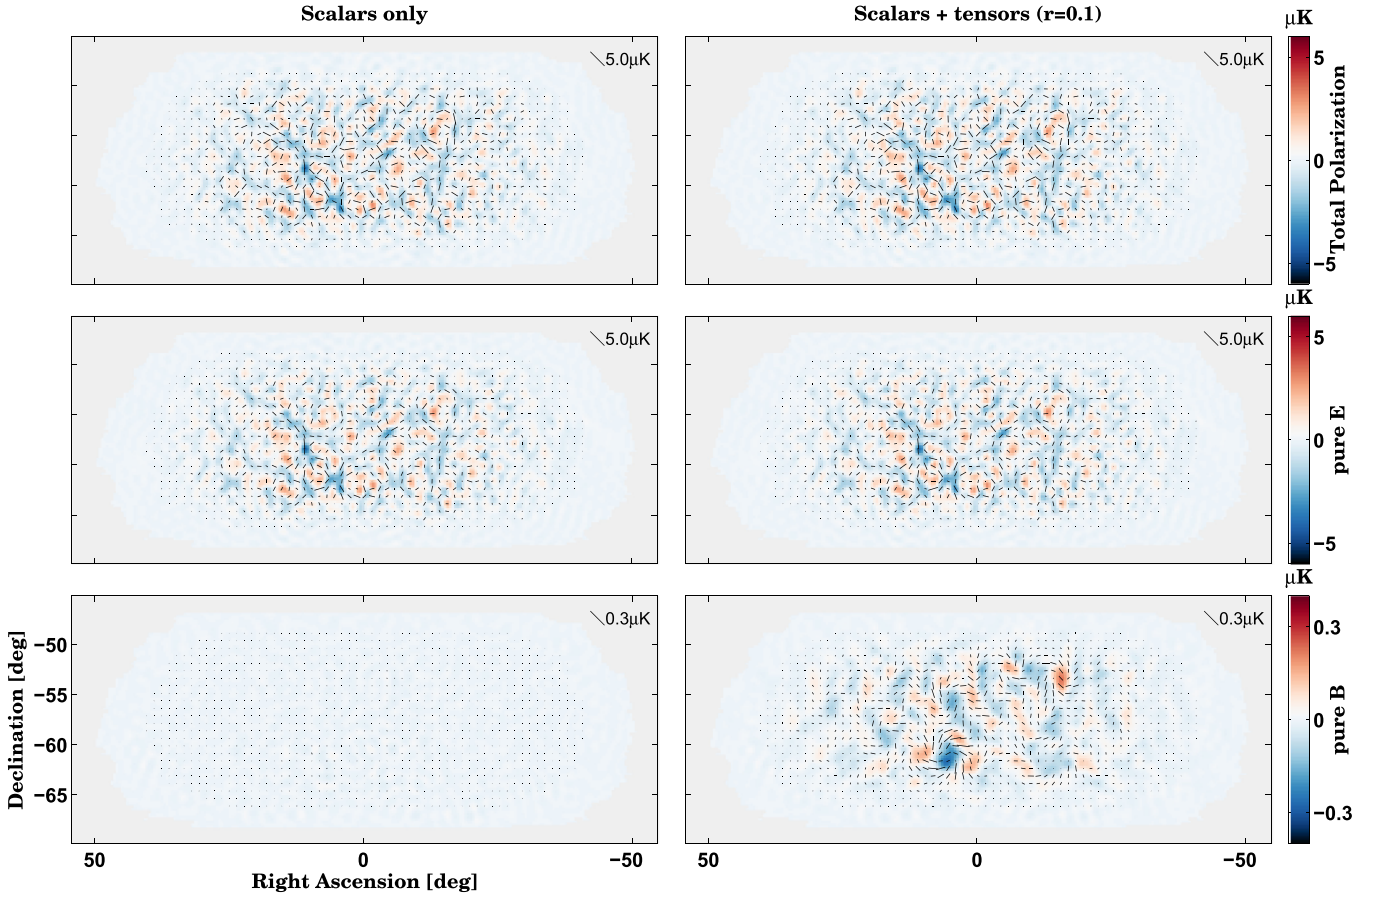 Scalars only
Scalars + tensors (r=0.1)
μK
5.0μK
5.0μK
5
0
−5
Total Polarization
μK
5.0μK
5.0μK
5
0
−5
pure E
μK
0.3μK
0.3μK
0.3
0
−0.3
pure B
−50
−55
−60
−65
Declination [deg]
50
0
−50
50
0
−50
Right Ascension [deg]